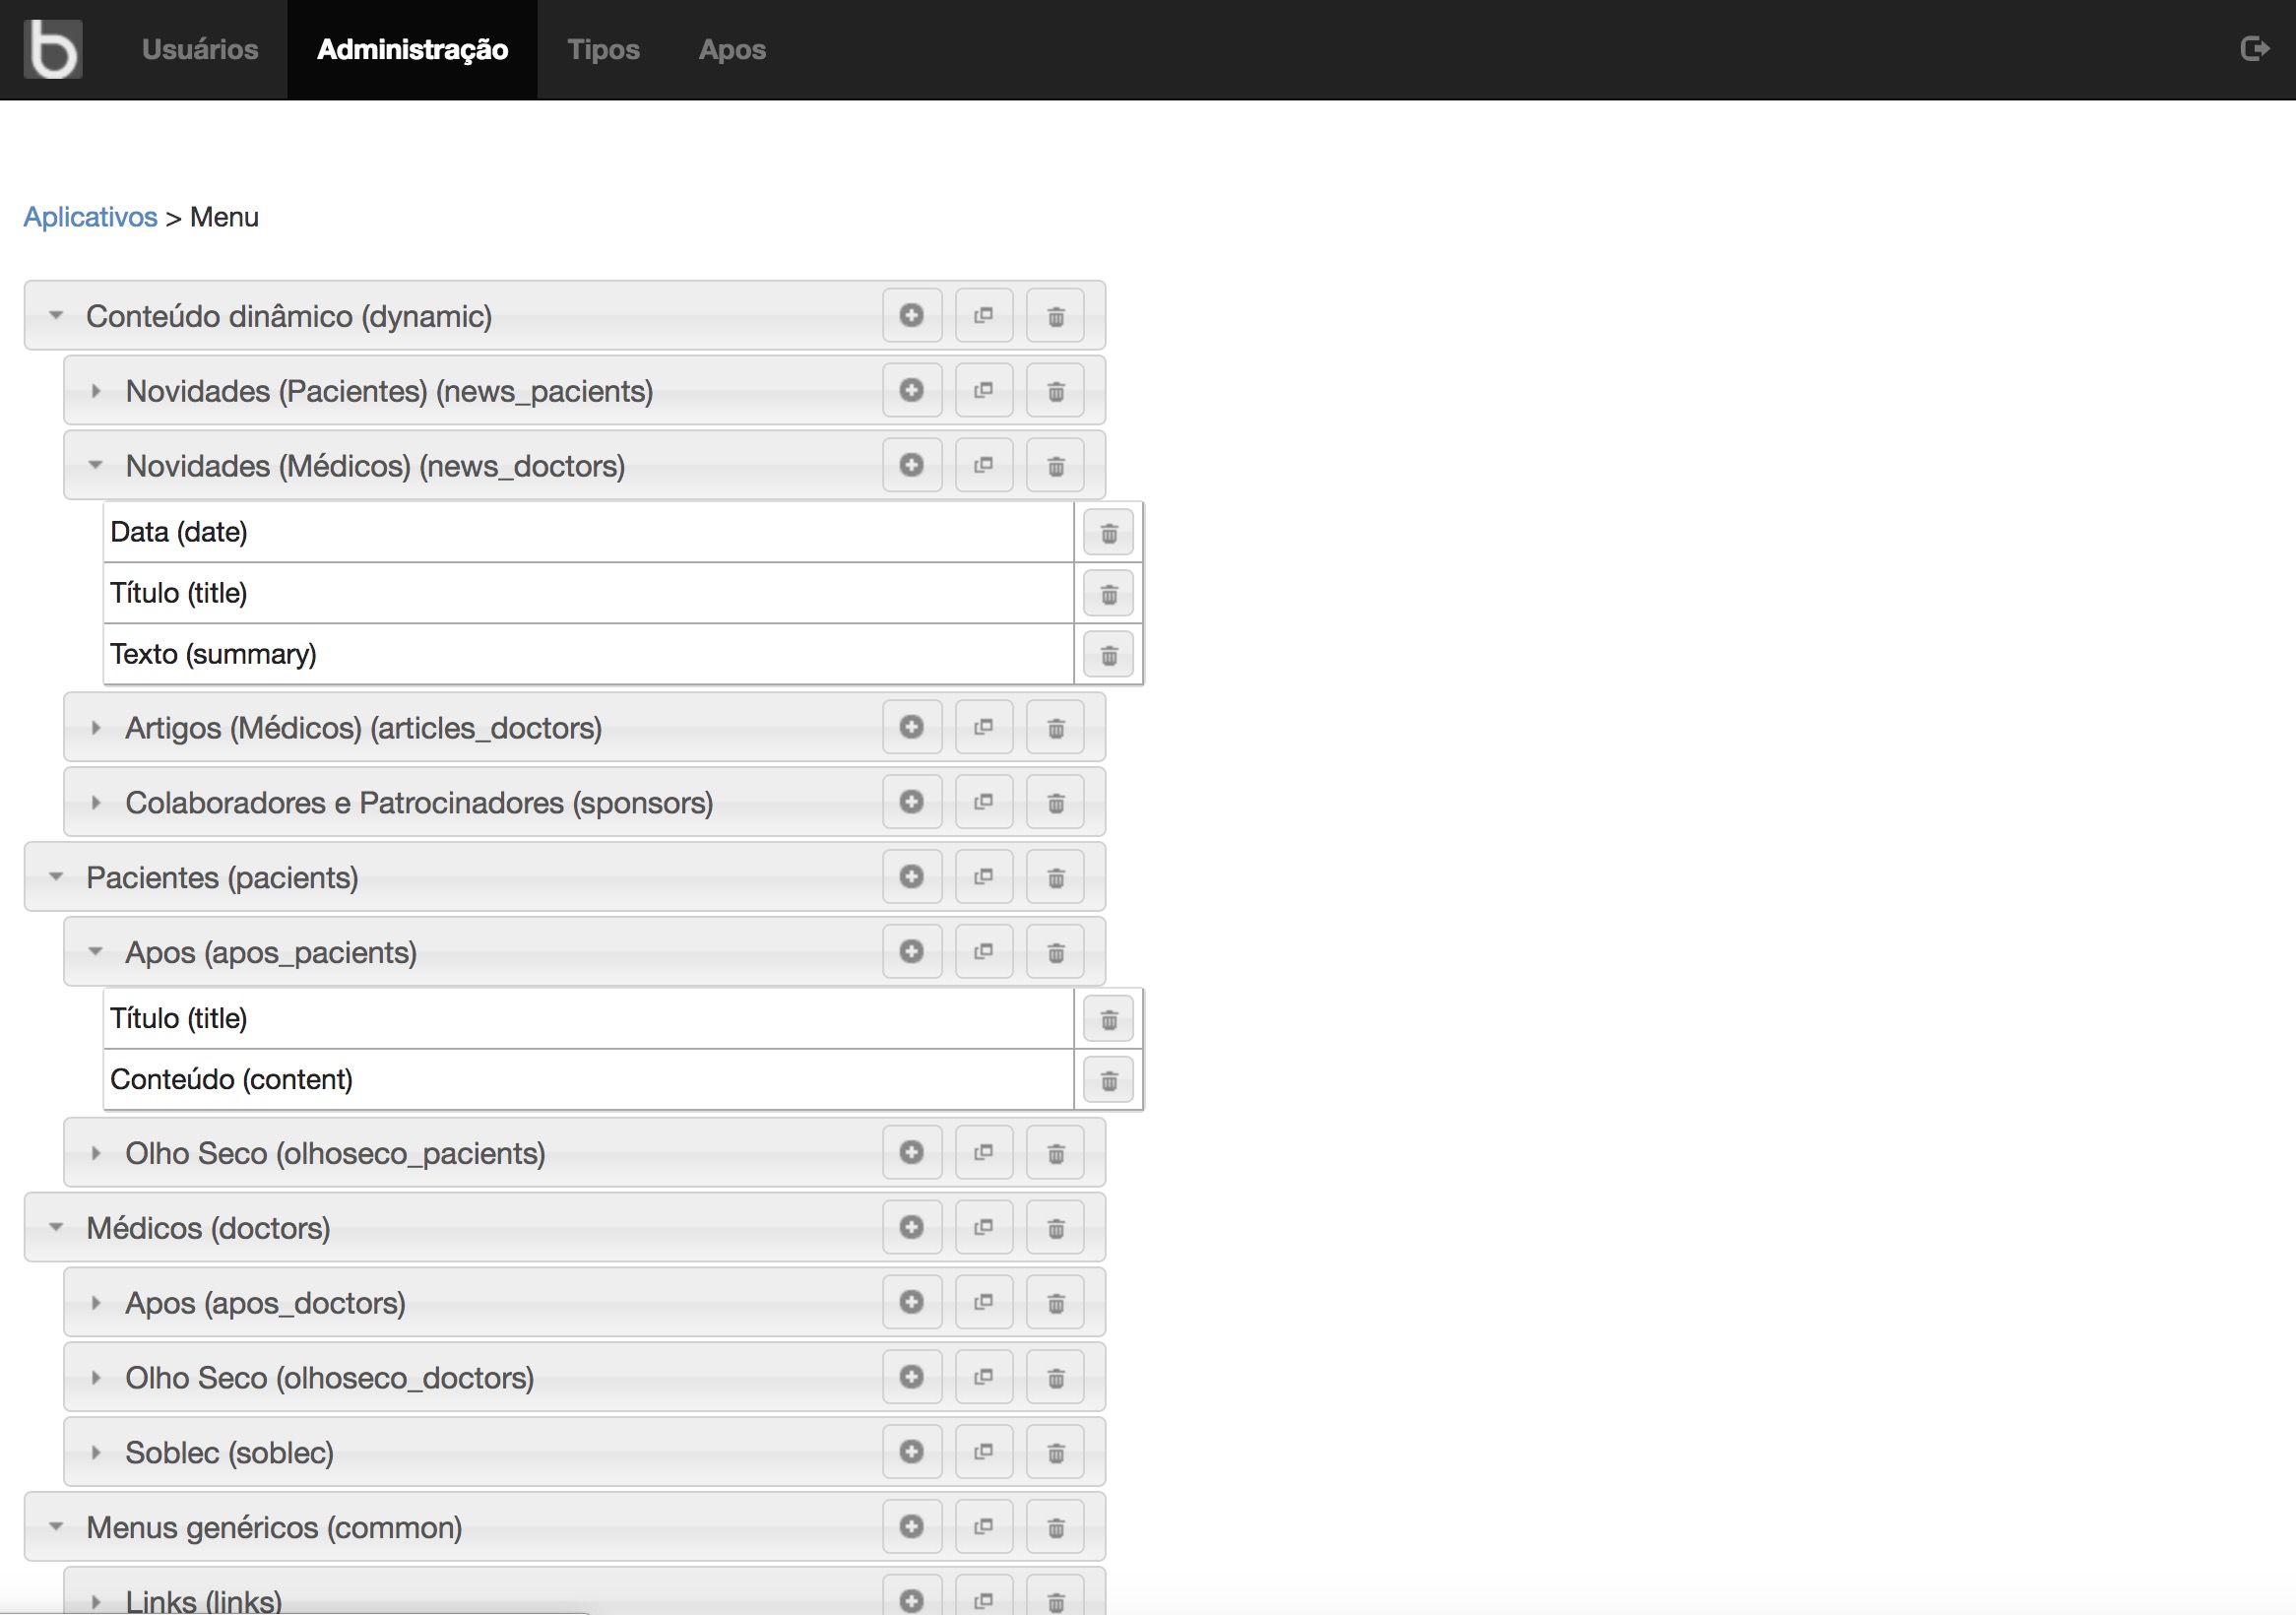 b
Usuários Administração Tipos Apos
Aplicativos > Menu
Conteúdo dinâmico (dynamic)
Novidades (Pacientes) (news_pacients)
Novidades (Médicos) (news_doctors)
Data (date)
Título (title)
Texto (summary)
Artigos (Médicos) (articles_doctors)
Colaboradores e Patrocinadores (sponsors)
Pacientes (pacients)
Apos (apos_pacients)
Título (title)
Conteúdo (content)
Olho Seco (olhoseco_pacients)
Médicos (doctors)
Apos (apos_doctors)
Olho Seco (olhoseco_doctors)
Soblec (soblec)
Menus genéricos (common)
Links (links)